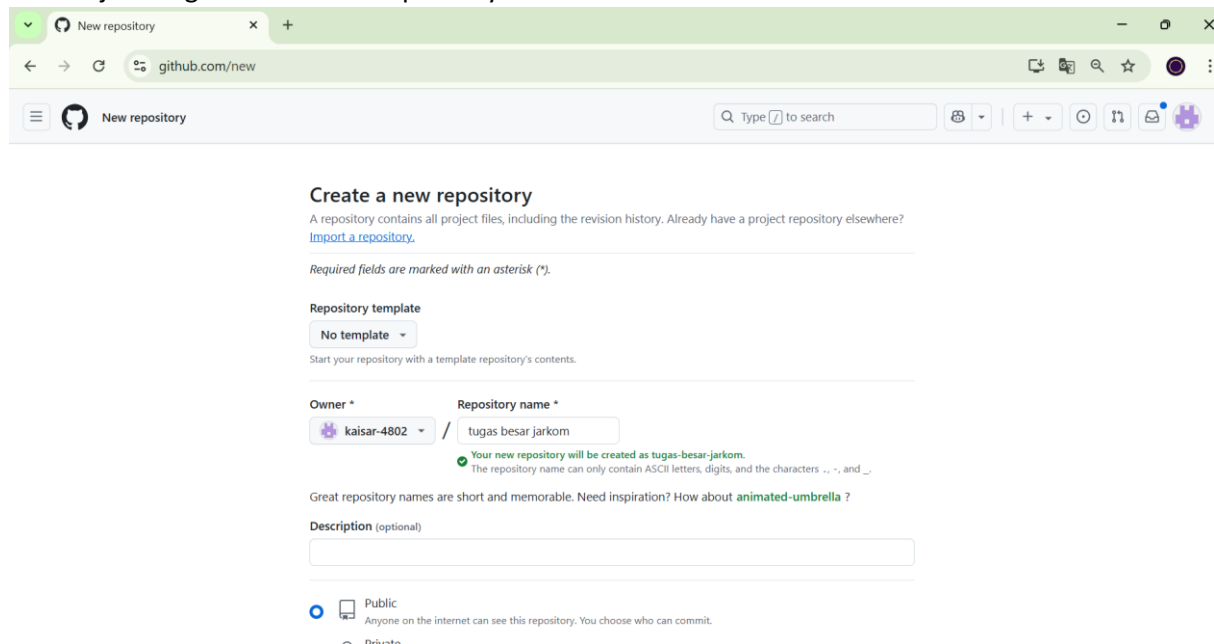 New repository
github.com/new
New repository
Type / to search
Create a new repository
A repository contains all project files, including the revision history. Already have a project repository elsewhere?
Import a repository.
Required fields are marked with an asterisk (*).
Repository template
No template
Start your repository with a template repository's contents.
Owner * Repository name *
kaisar-4802 / tugas besar jarkom
Your new repository will be created as tugas-besar-jarkom.
The repository name can only contain ASCII letters, digits, and the characters ., -, and _.
Great repository names are short and memorable. Need inspiration? How about animated-umbrella ?
Description (optional)
Public
Anyone on the internet can see this repository. You choose who can commit.
Private